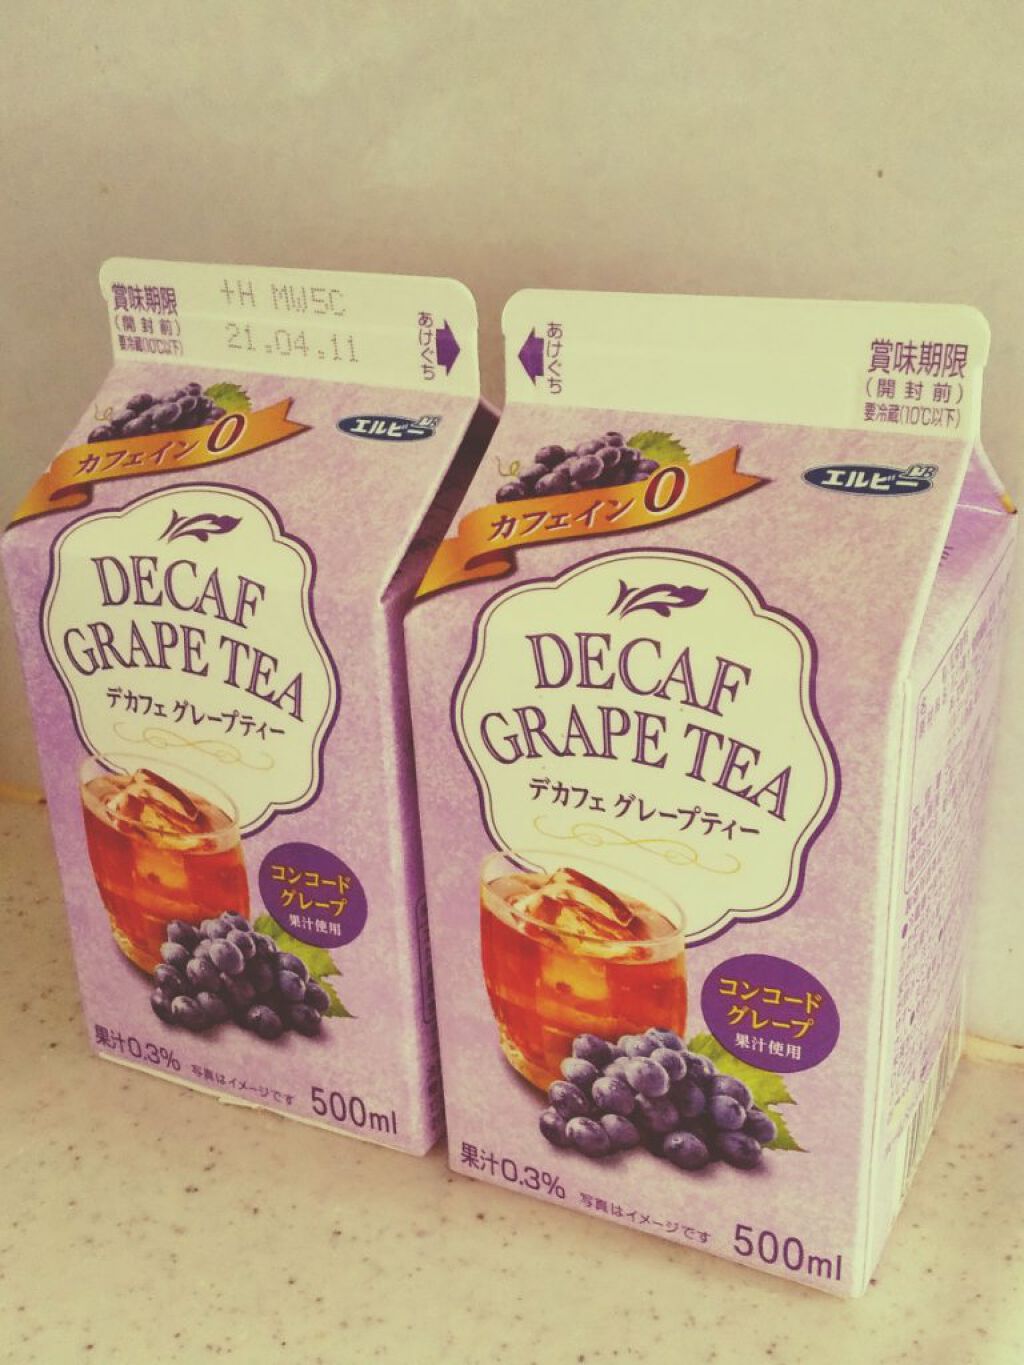 賞味期限
(開封前)
要冷蔵(10℃以下)
+H MW5C
21.04.11
あけぐち
カフェイン0
エルビー
DECAF
GRAPE TEA
デカフェ グレープティー
コンコード
グレープ
果汁使用
果汁0.3%
写真はイメージです
500ml
あけぐち
賞味期限
(開封前)
要冷蔵(10℃以下)
カフェイン0
エルビー
DECAF
GRAPE TEA
デカフェ グレープティー
コンコード
グレープ
果汁使用
果汁0.3%
写真はイメージです
500ml